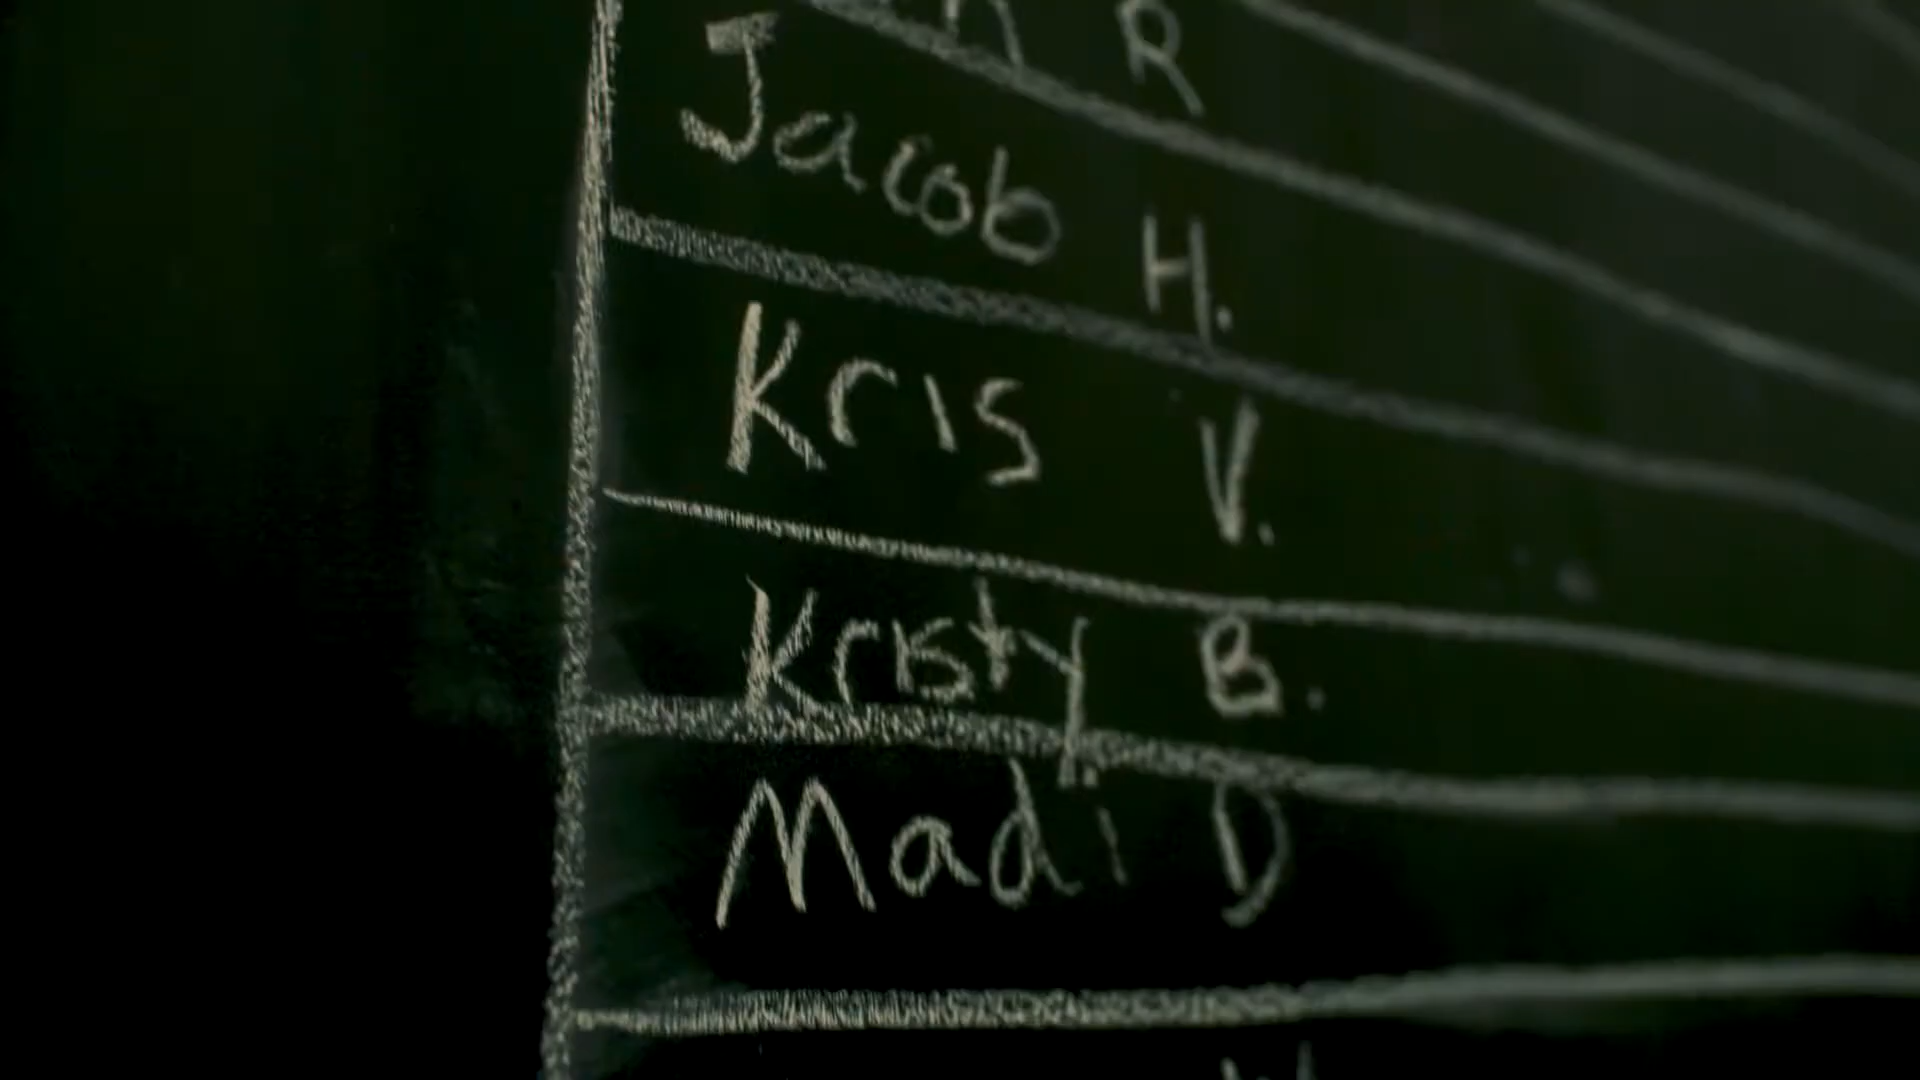 R
Jacob H.
Kris V.
Kristy B.
Madi D